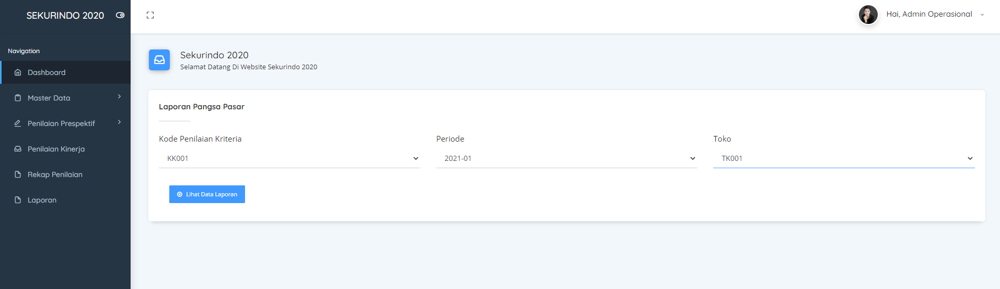 SEKURINDO 2020
Hai, Admin Operasional
Navigation
Dashboard
Master Data
Penilaian Prespektif
Penilaian Kinerja
Rekap Penilaian
Laporan
Sekurindo 2020
Selamat Datang Di Website Sekurindo 2020
Laporan Pangsa Pasar
Kode Penilaian Kriteria
KK001
Periode
2021-01
Toko
TK001
Lihat Data Laporan